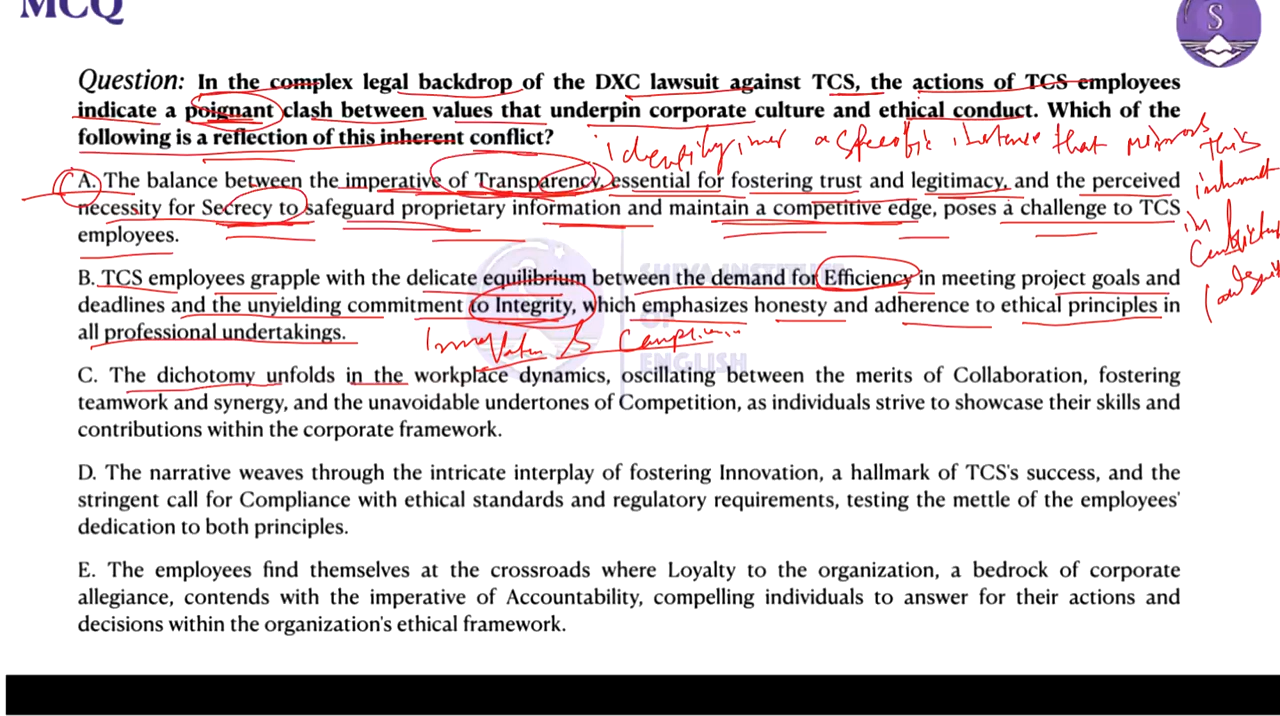 MCQ
S
Question: In the complex legal backdrop of the DXC lawsuit against TCS, the actions of TCS employees
indicate a poignant clash between values that underpin corporate culture and ethical conduct. Which of the
following is a reflection of this inherent conflict?
a specific instance that mirrors this
A. The balance between the imperative of Transparency, essential for fostering trust and legitimacy, and the perceived
necessity for Secrecy to safeguard proprietary information and maintain a competitive edge, poses a challenge to TCS
in
employees.
B. TCS employees grapple with the delicate equilibrium between the demand for Efficiency in meeting project goals and
deadlines and the unyielding commitment to Integrity, which emphasizes honesty and adherence to ethical principles in
all professional undertakings.
SHIVA INSTITUTE
OF
ENGLISH
C. The dichotomy unfolds in the workplace dynamics, oscillating between the merits of Collaboration, fostering
teamwork and synergy, and the unavoidable undertones of Competition, as individuals strive to showcase their skills and
contributions within the corporate framework.
D. The narrative weaves through the intricate interplay of fostering Innovation, a hallmark of TCS's success, and the
stringent call for Compliance with ethical standards and regulatory requirements, testing the mettle of the employees'
dedication to both principles.
E. The employees find themselves at the crossroads where Loyalty to the organization, a bedrock of corporate
allegiance, contends with the imperative of Accountability, compelling individuals to answer for their actions and
decisions within the organization's ethical framework.